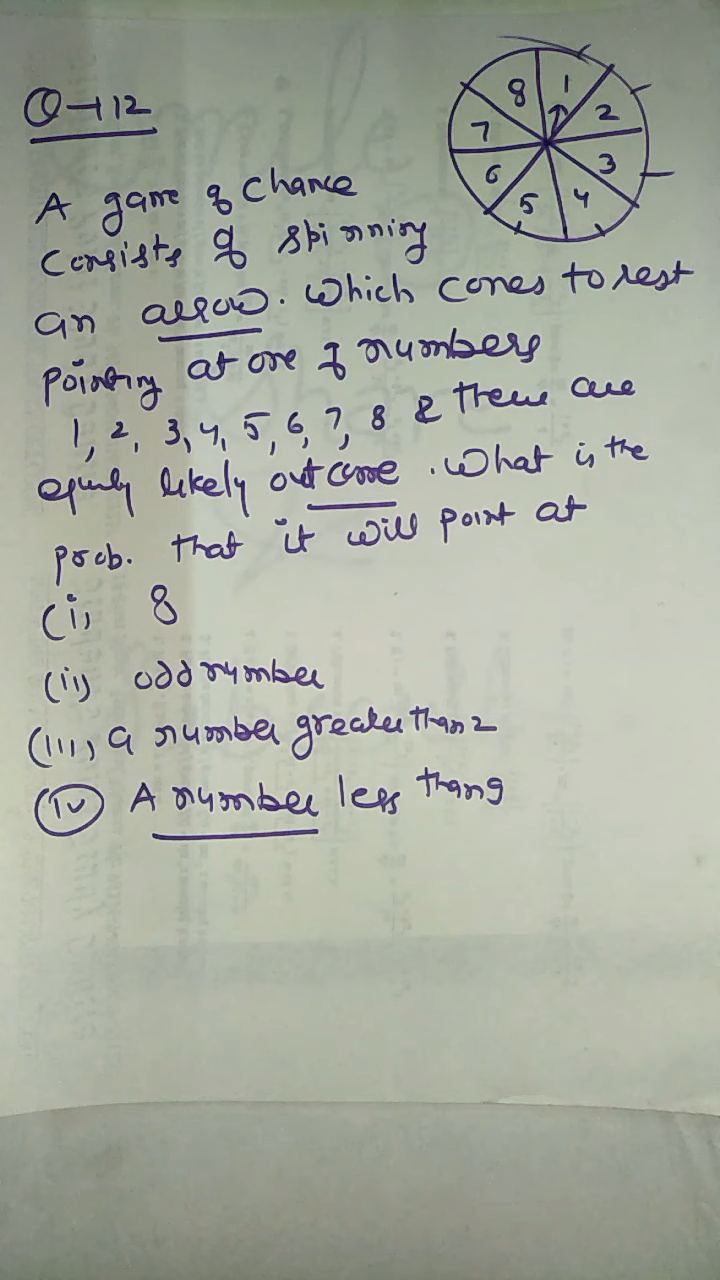 Q→12
8 1
7 2
6 3
5 4
A game of Chance
Consists of spinning
an arrow. Which comes to rest
Pointing at one of numbers
1, 2, 3, 4, 5, 6, 7, 8 & there are
equely likely outcome. What is the
prob. that it will point at
(i) 8
(ii) odd number
(iii) a number greater than 2
(iv) A number less than 9